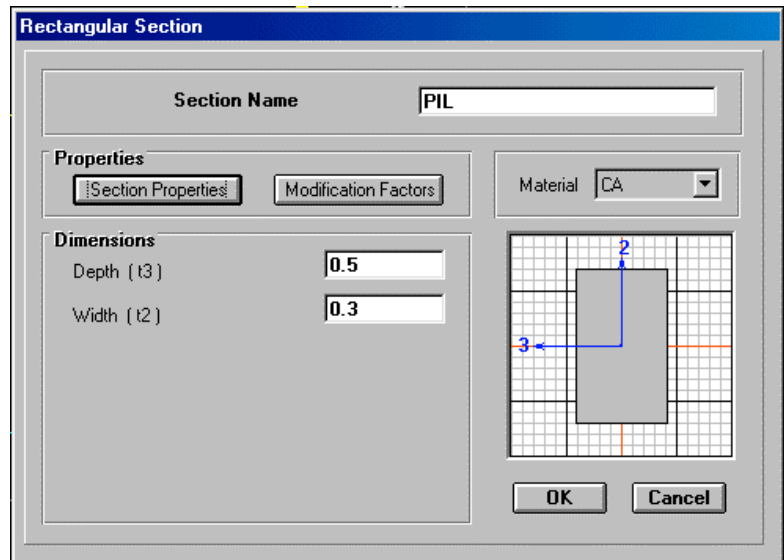 Rectangular Section
Section Name PIL
Properties
Section Properties Modification Factors
Material CA
Dimensions
Depth ( t3 ) 0.5
Width ( t2 ) 0.3
2
3
OK Cancel